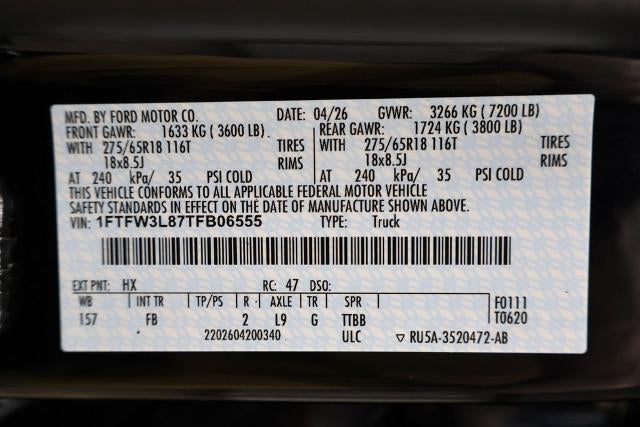 MFD. BY FORD MOTOR CO. DATE: 04/26 GVWR: 3266 KG ( 7200 LB)
FRONT GAWR: 1633 KG ( 3600 LB) REAR GAWR: 1724 KG ( 3800 LB)
WITH 275/65R18 116T TIRES WITH 275/65R18 116T TIRES
18x8.5J RIMS 18x8.5J RIMS
AT 240 kPa/ 35 PSI COLD AT 240 kPa/ 35 PSI COLD
THIS VEHICLE CONFORMS TO ALL APPLICABLE FEDERAL MOTOR VEHICLE
SAFETY STANDARDS IN EFFECT ON THE DATE OF MANUFACTURE SHOWN ABOVE.
VIN: 1FTFW3L87TFB06555 TYPE: Truck
EXT PNT: HX RC: 47 DSO:
WB INT TR TP/PS R AXLE TR SPR F0111
157 FB 2 L9 G TTBB T0620
2202604200340 ULC ▽ RU5A-3520472-AB